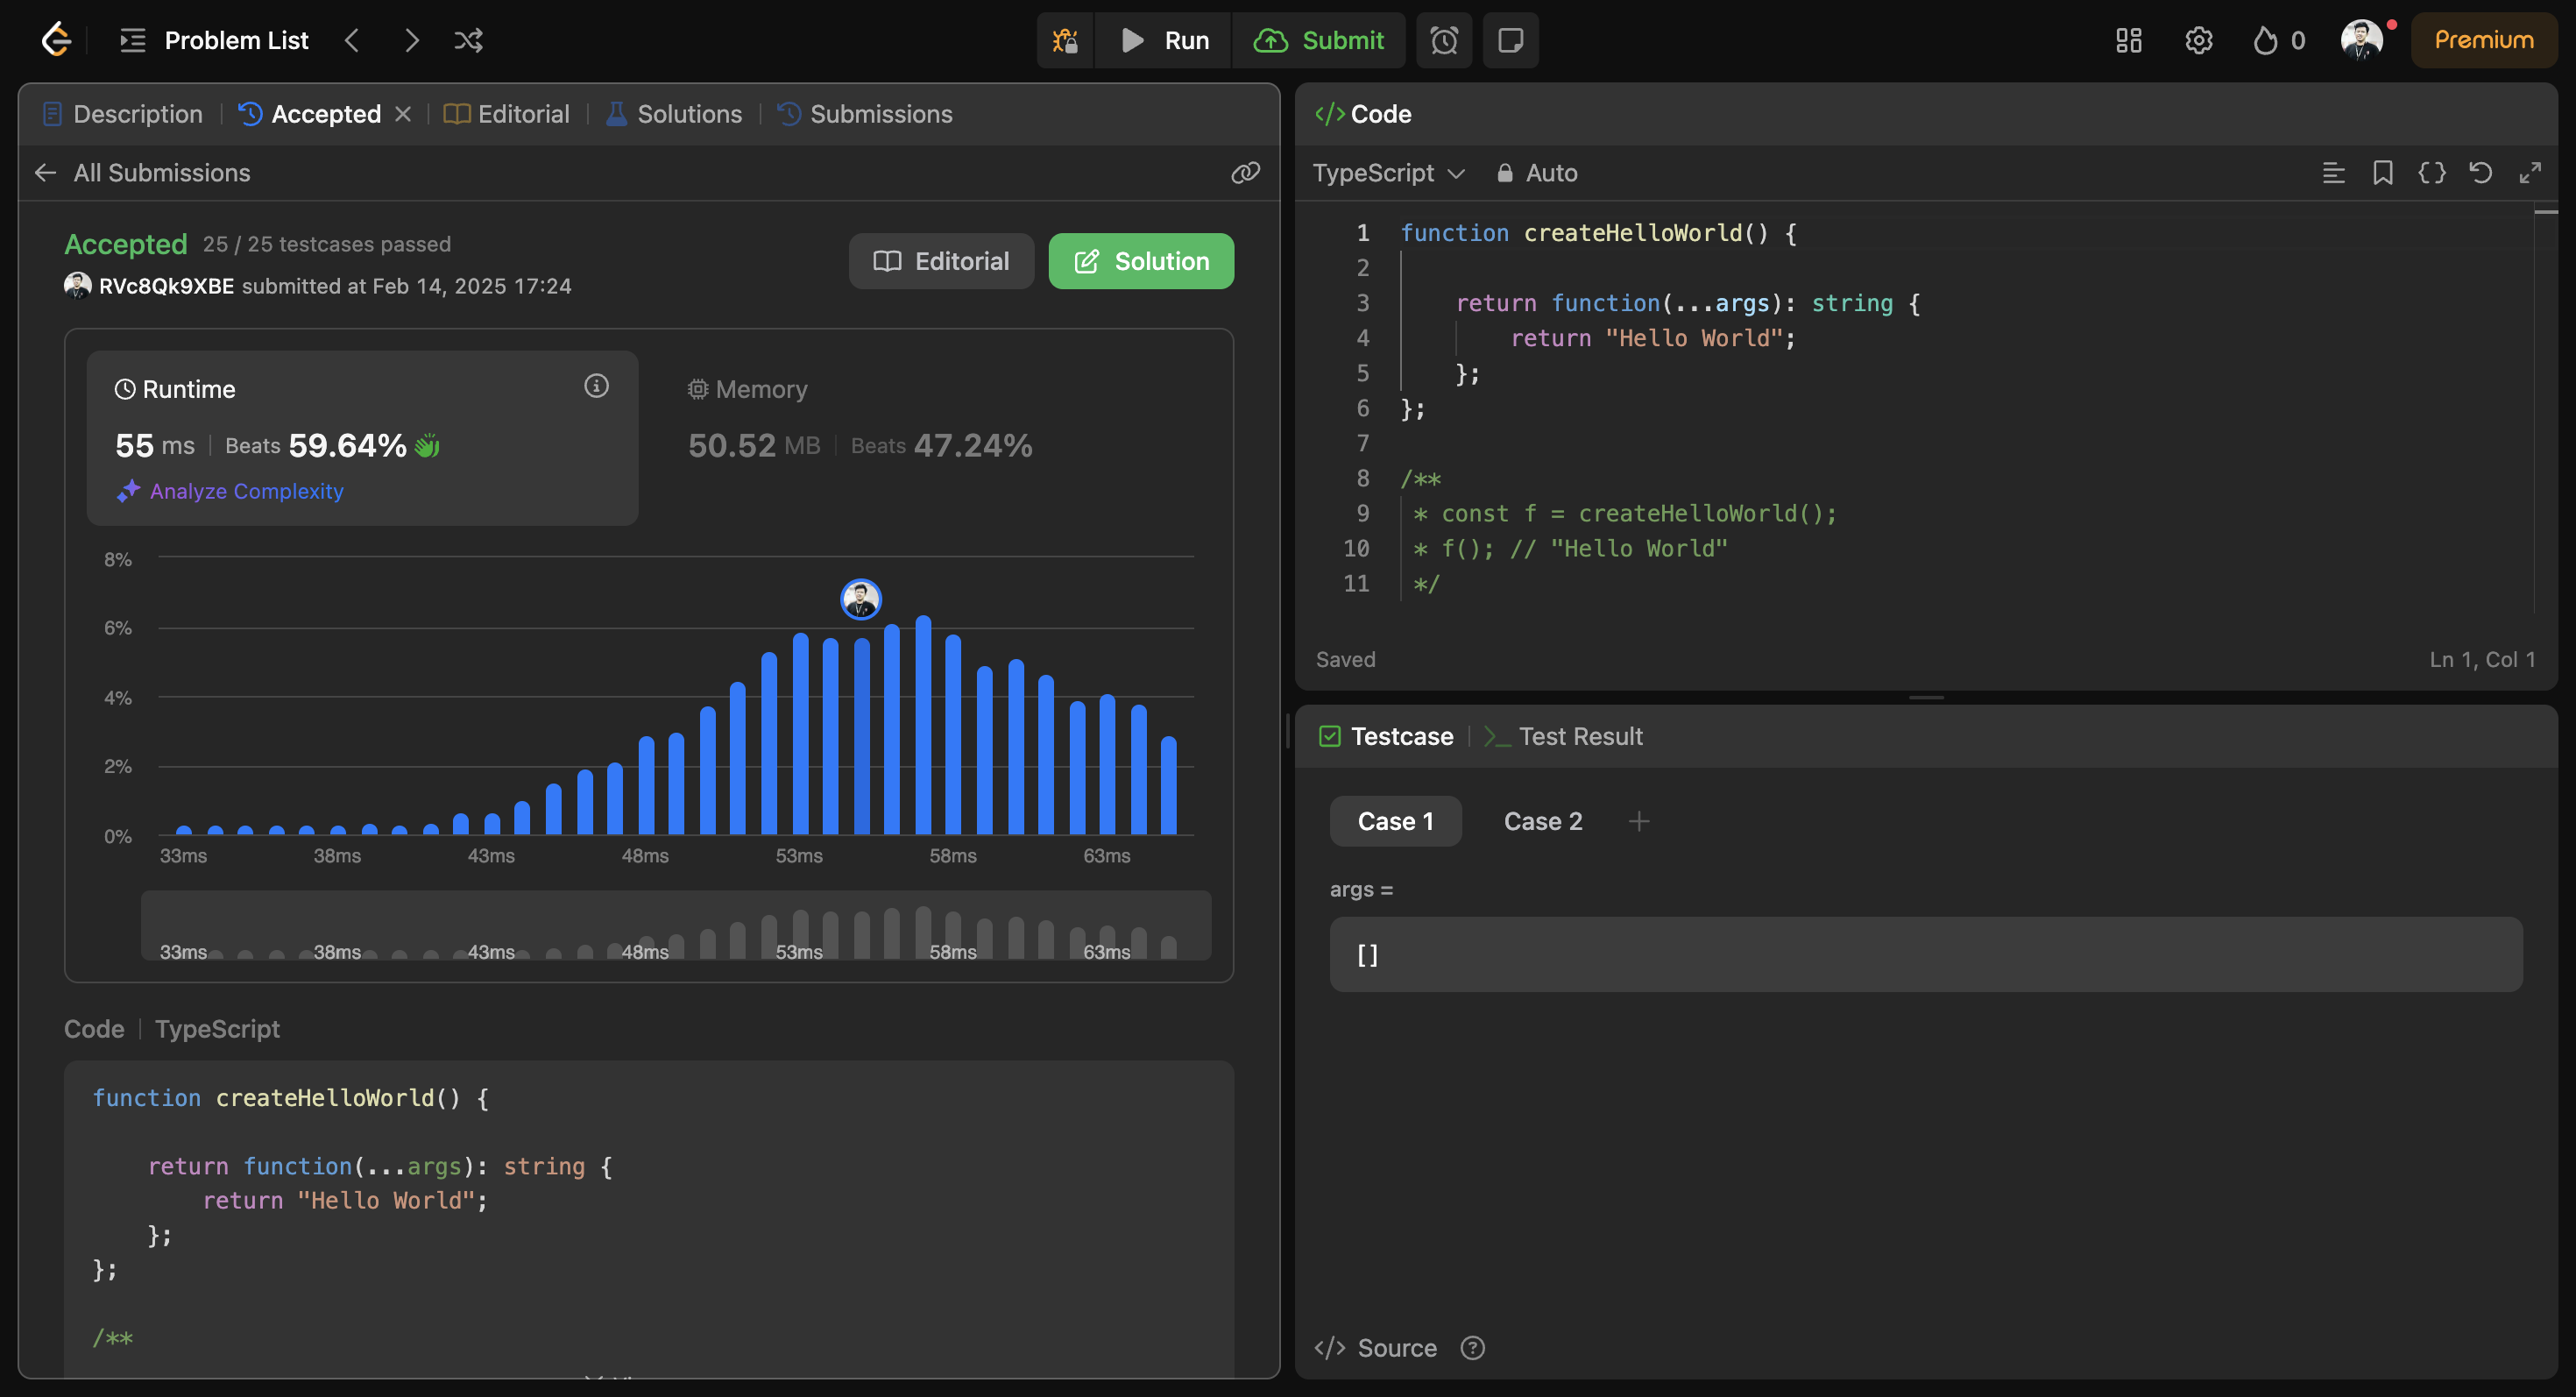 Problem List
Run
Submit
0
Premium
Description
Accepted
Editorial
Solutions
Submissions
All Submissions
Accepted 25 / 25 testcases passed
RVc8Qk9XBE submitted at Feb 14, 2025 17:24
Editorial
Solution
Runtime
55 ms | Beats 59.64%
Analyze Complexity
Memory
50.52 MB | Beats 47.24%
8%
6%
4%
2%
0%
33ms 38ms 43ms 48ms 53ms 58ms 63ms
33ms 38ms 43ms 48ms 53ms 58ms 63ms
Code | TypeScript
function createHelloWorld() {
    return function(...args): string {
        return "Hello World";
    };
};
/**
</> Code
TypeScript
Auto
1 function createHelloWorld() {
2
3     return function(...args): string {
4         return "Hello World";
5     };
6 };
7
8 /**
9  * const f = createHelloWorld();
10  * f(); // "Hello World"
11  */
Saved
Ln 1, Col 1
Testcase
Test Result
Case 1
Case 2
+
args =
[]
</> Source